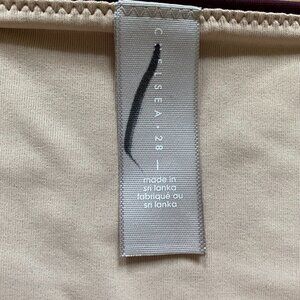 CHELSEA · 28 —
made in
sri lanka
fabriqué au
sri lanka